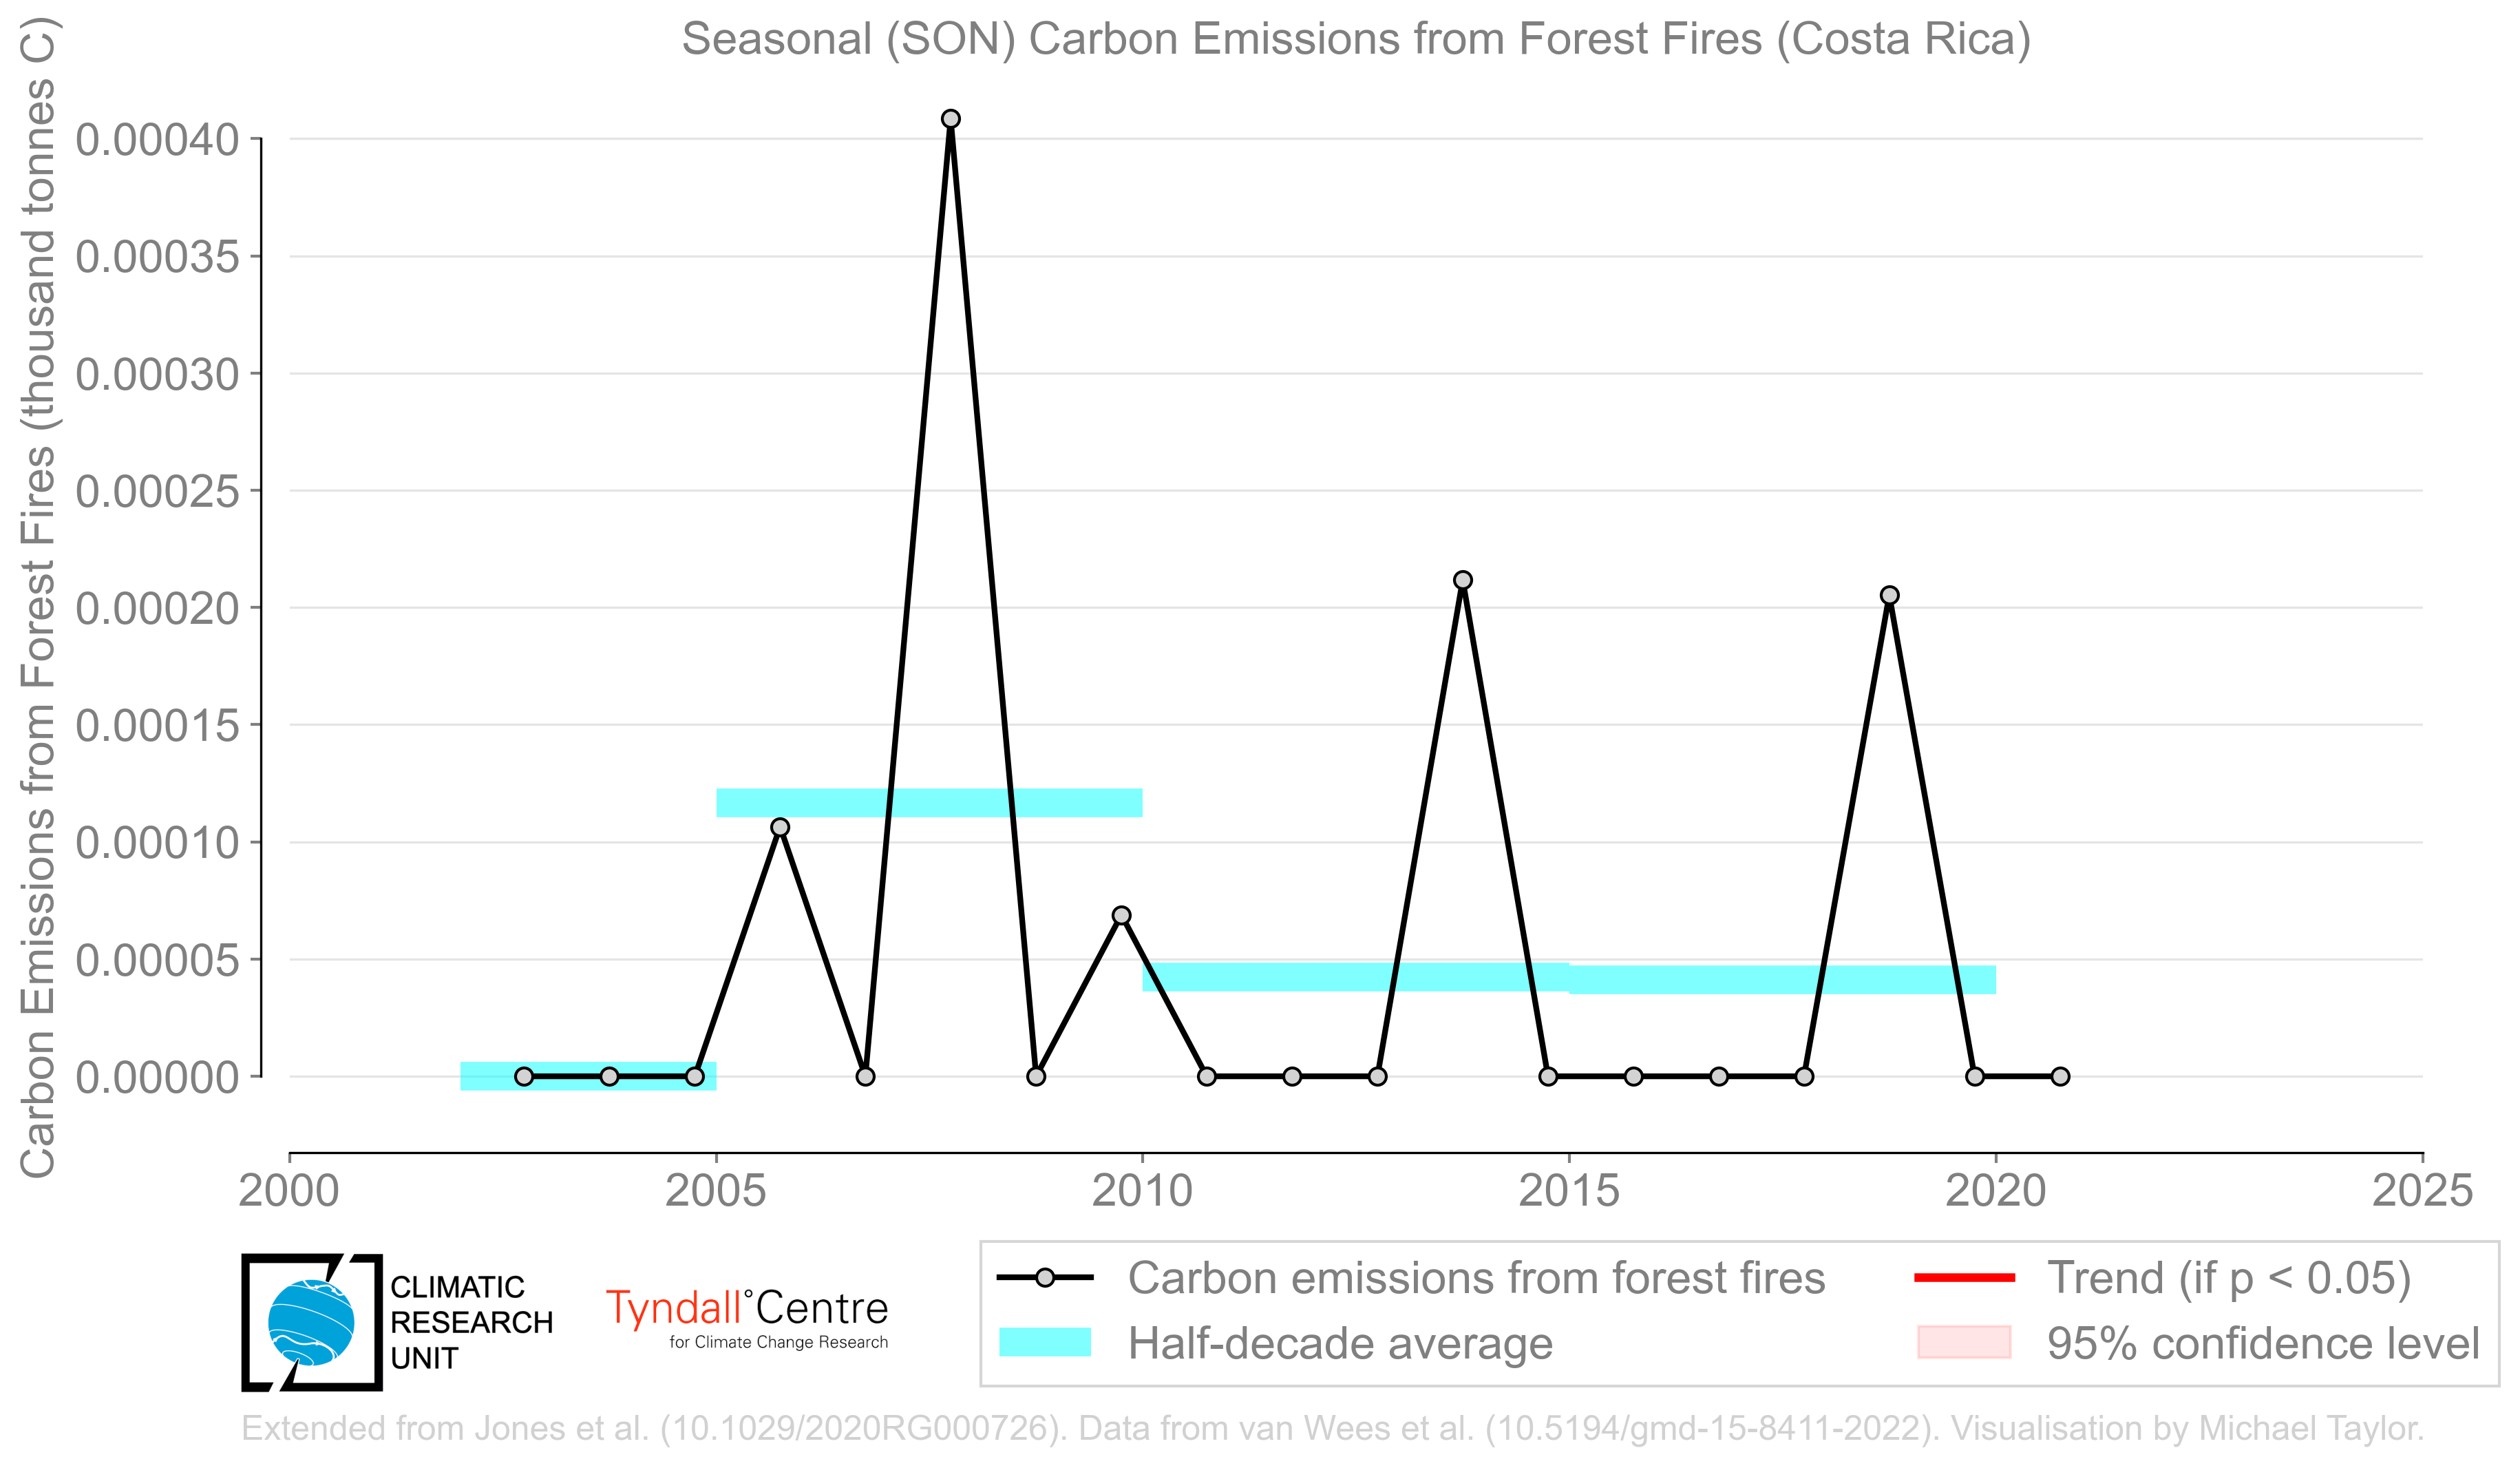 Seasonal (SON) Carbon Emissions from Forest Fires (Costa Rica)
Carbon Emissions from Forest Fires (thousand tonnes C)
0.00040
0.00035
0.00030
0.00025
0.00020
0.00015
0.00010
0.00005
0.00000
2000 2005 2010 2015 2020 2025
Carbon emissions from forest fires
Half-decade average
Trend (if p < 0.05)
95% confidence level
CLIMATIC
RESEARCH
UNIT
Tyndall°Centre
for Climate Change Research
Extended from Jones et al. (10.1029/2020RG000726). Data from van Wees et al. (10.5194/gmd-15-8411-2022). Visualisation by Michael Taylor.